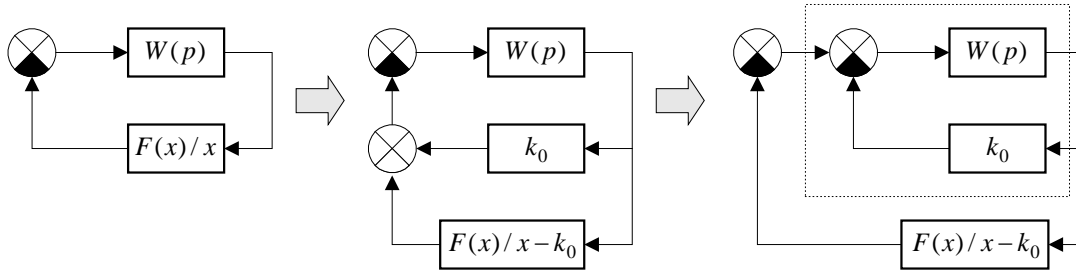 W(p)
F(x)/x
W(p)
k₀
F(x)/x – k₀
W(p)
k₀
F(x)/x – k₀